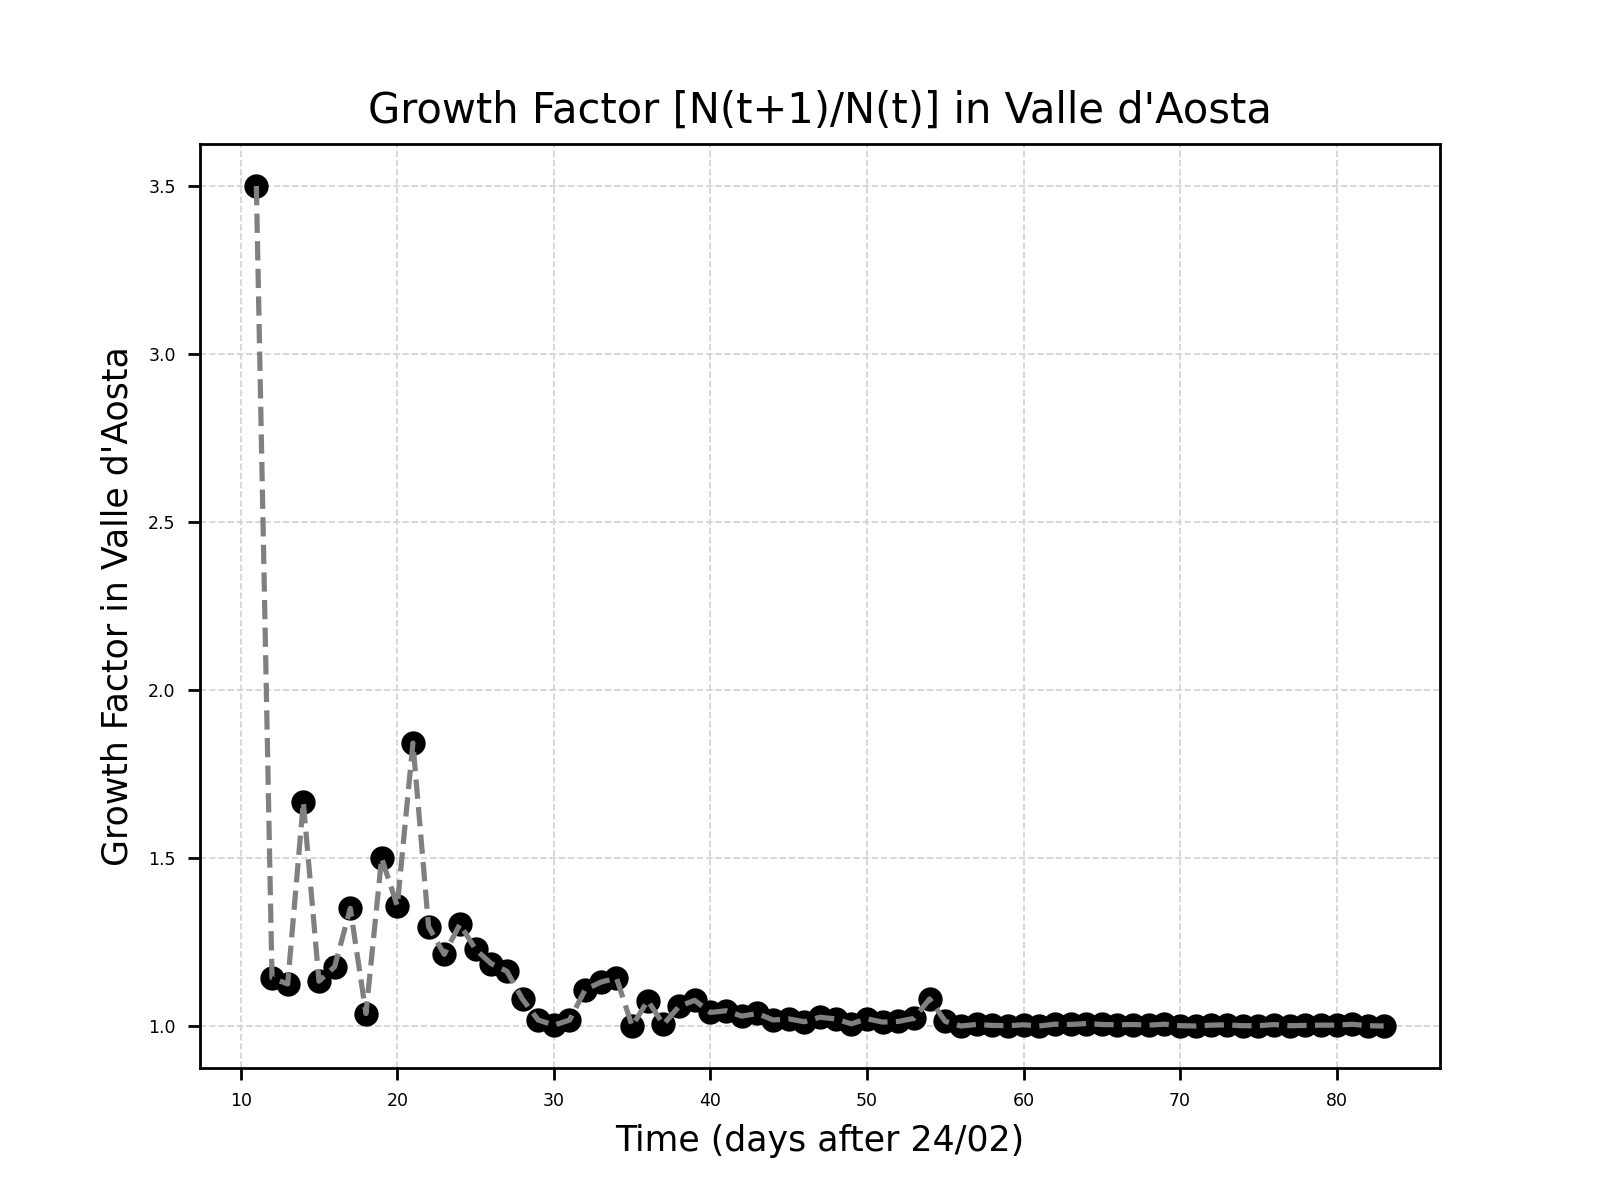 Growth Factor [N(t+1)/N(t)] in Valle d'Aosta
Growth Factor in Valle d'Aosta
3.5
3.0
2.5
2.0
1.5
1.0
10 20 30 40 50 60 70 80
Time (days after 24/02)